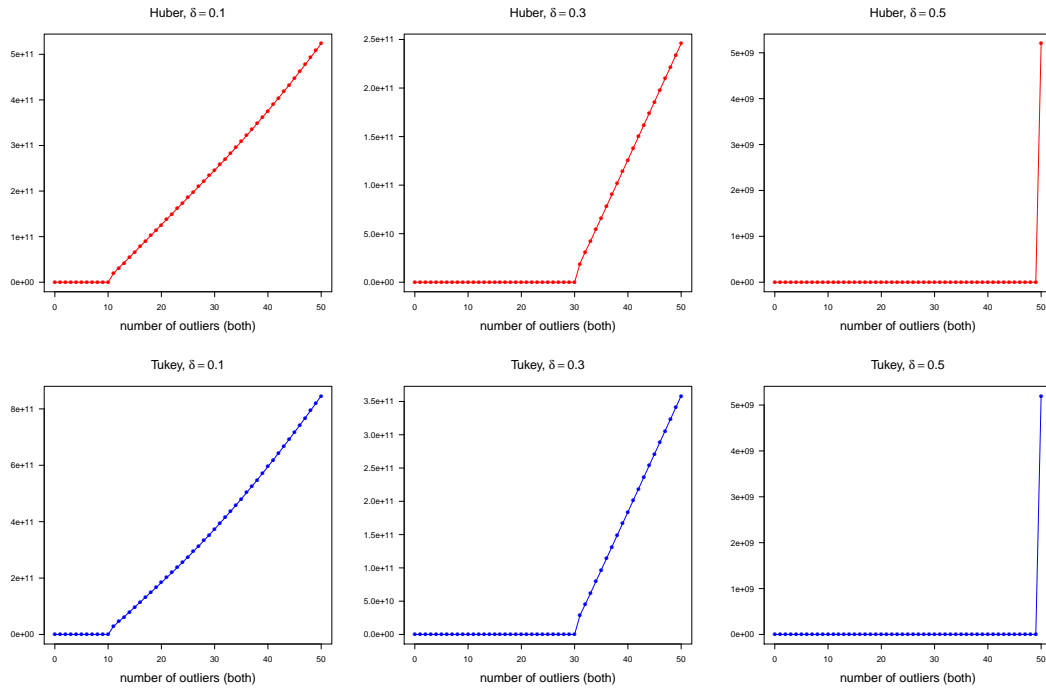 Huber, δ = 0.1
5e+11
4e+11
3e+11
2e+11
1e+11
0e+00
0 10 20 30 40 50
number of outliers (both)
Huber, δ = 0.3
2.5e+11
2.0e+11
1.5e+11
1.0e+11
5.0e+10
0.0e+00
0 10 20 30 40 50
number of outliers (both)
Huber, δ = 0.5
5e+09
4e+09
3e+09
2e+09
1e+09
0e+00
0 10 20 30 40 50
number of outliers (both)
Tukey, δ = 0.1
8e+11
6e+11
4e+11
2e+11
0e+00
0 10 20 30 40 50
number of outliers (both)
Tukey, δ = 0.3
3.5e+11
3.0e+11
2.5e+11
2.0e+11
1.5e+11
1.0e+11
5.0e+10
0.0e+00
0 10 20 30 40 50
number of outliers (both)
Tukey, δ = 0.5
5e+09
4e+09
3e+09
2e+09
1e+09
0e+00
0 10 20 30 40 50
number of outliers (both)